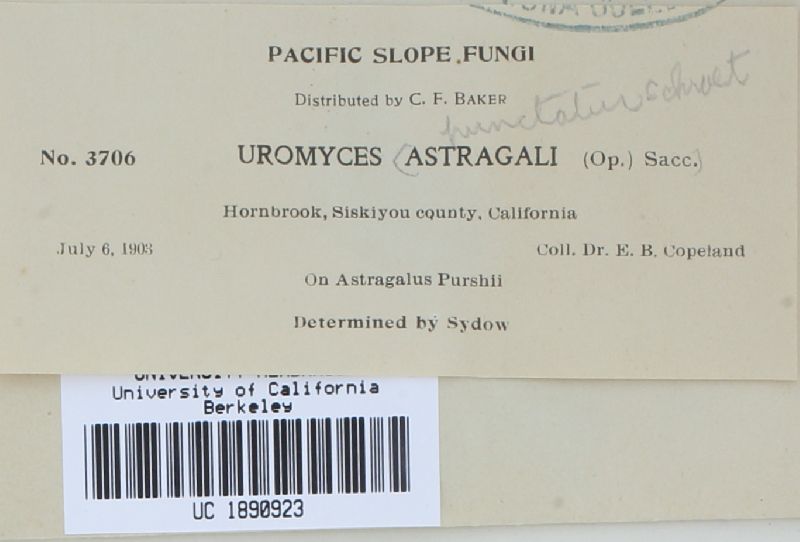 PACIFIC SLOPE FUNGI
Distributed by C. F. BAKER
punctatus Schroet
No. 3706 UROMYCES (ASTRAGALI (Op.) Sacc.)
Hornbrook, Siskiyou county, California
July 6, 1903 Coll. Dr. E. B. Copeland
On Astragalus Purshii
Determined by Sydow
University of California
Berkeley
UC 1890923